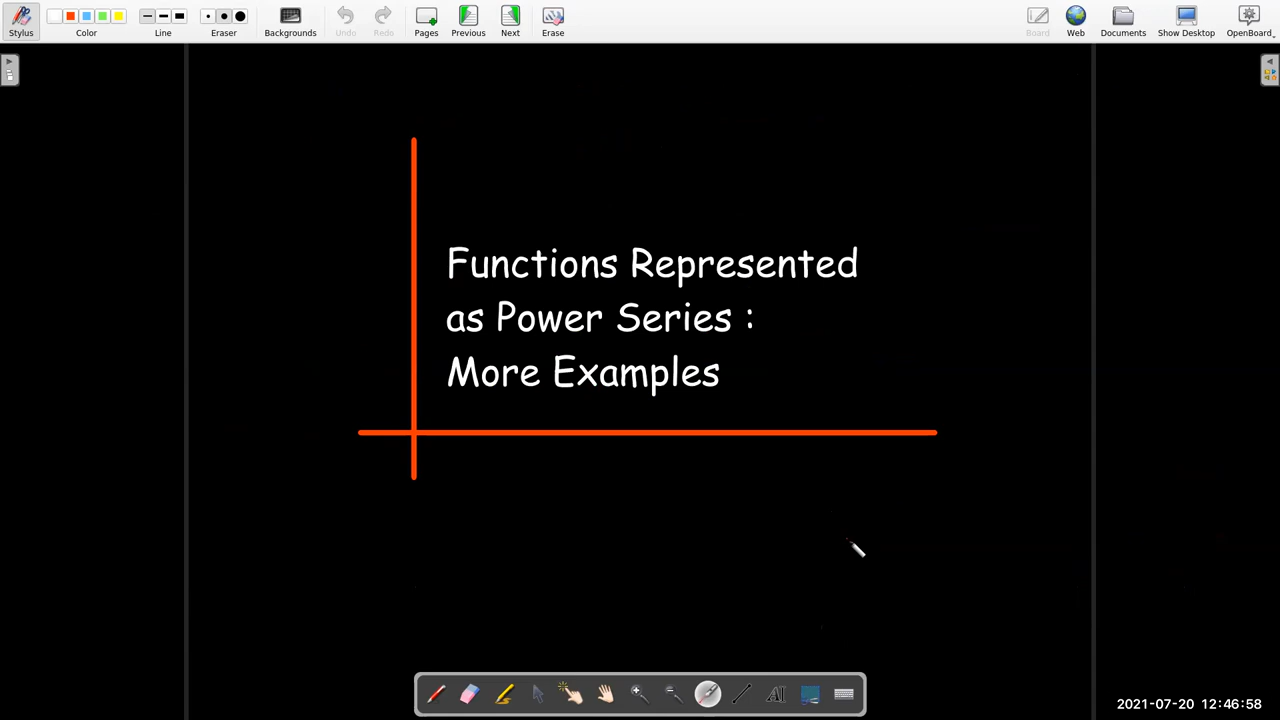 Stylus
Color
Line
Eraser
Backgrounds
Undo
Redo
Pages
Previous
Next
Erase
Board
Web
Documents
Show Desktop
OpenBoard
Functions Represented
as Power Series :
More Examples
AI
2021-07-20 12:46:58